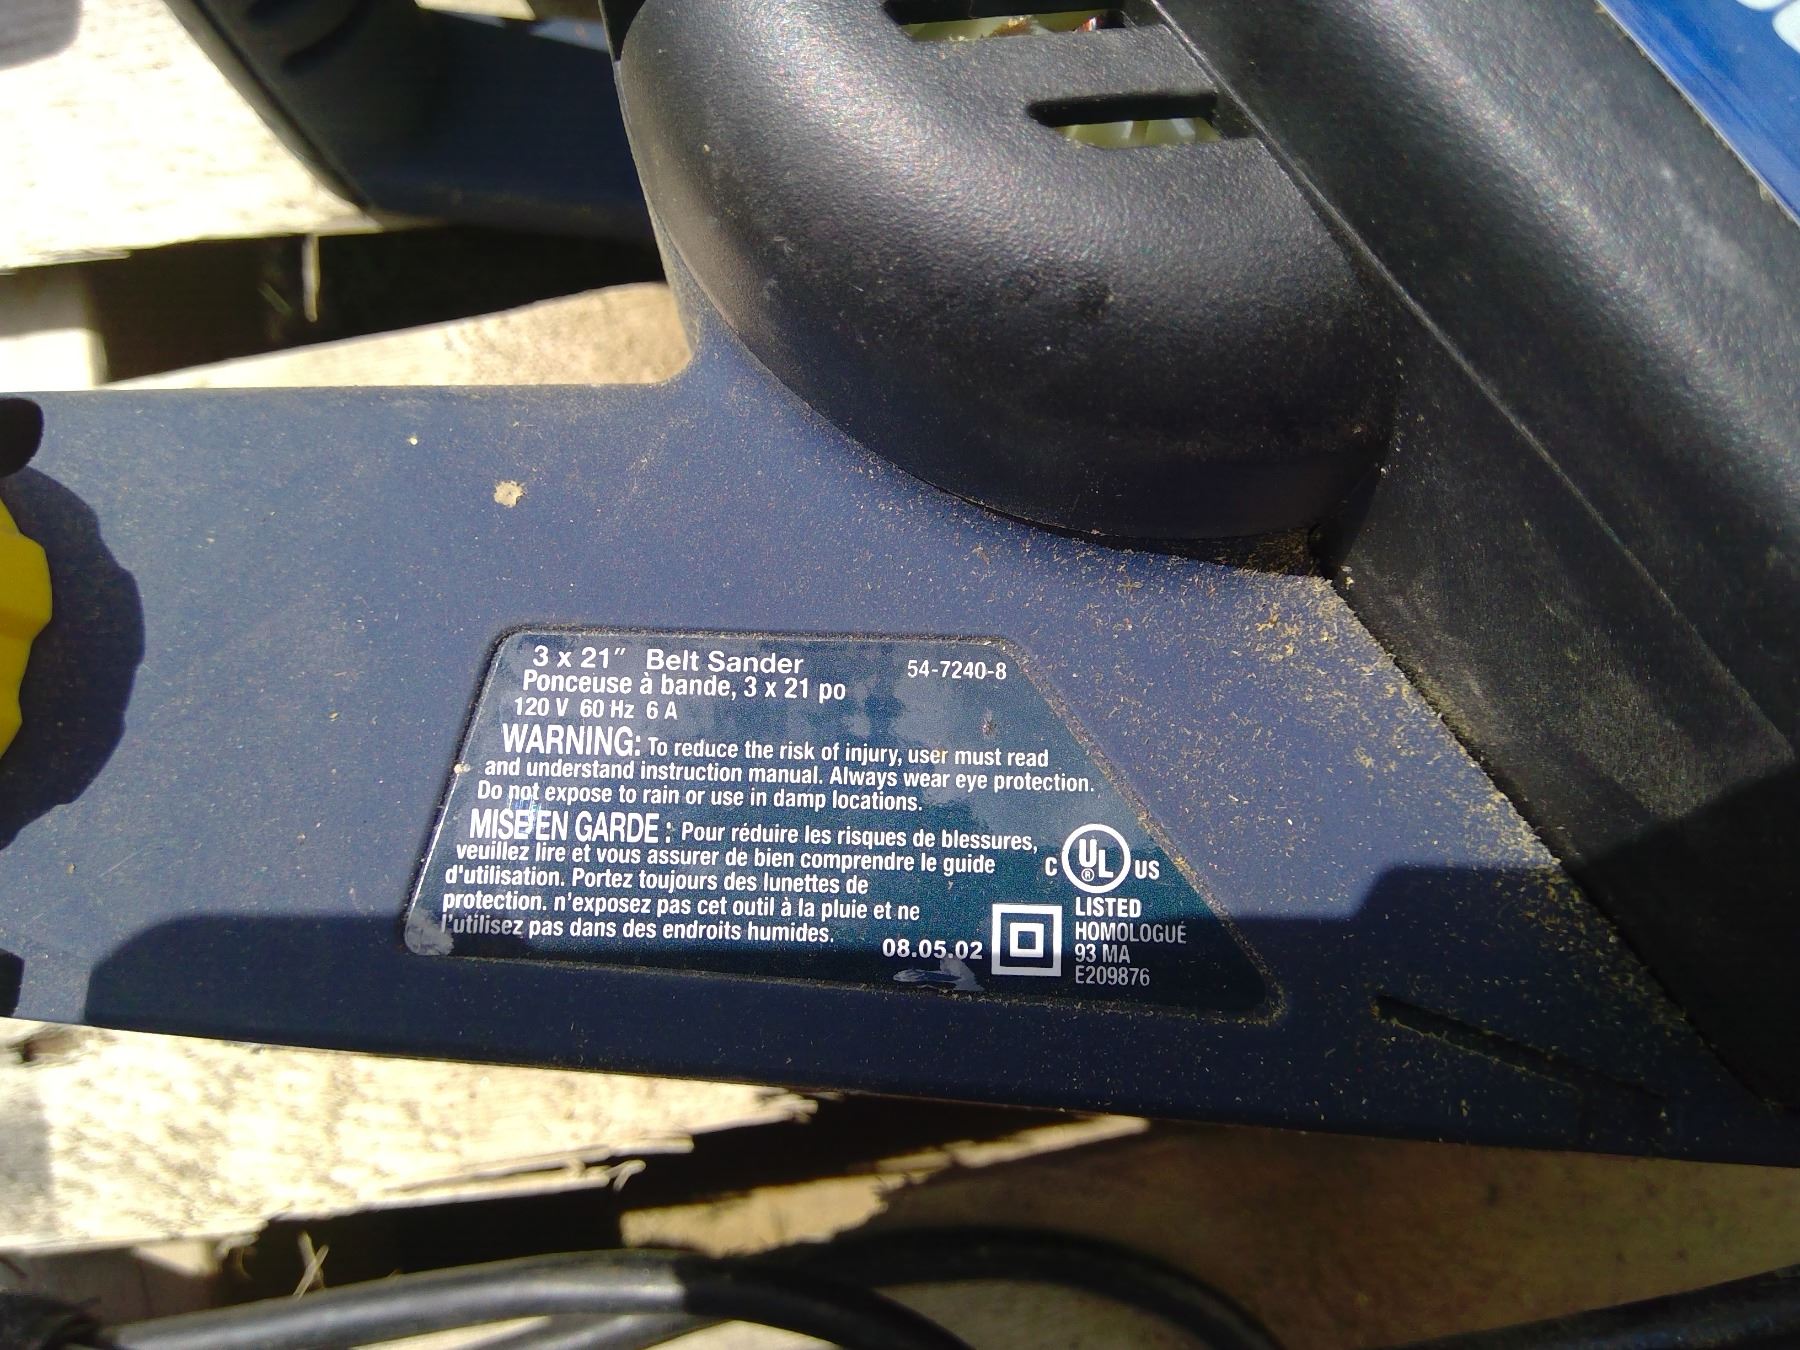 3 x 21" Belt Sander 54-7240-8
Ponceuse à bande, 3 x 21 po
120 V 60 Hz 6 A
WARNING: To reduce the risk of injury, user must read
and understand instruction manual. Always wear eye protection.
Do not expose to rain or use in damp locations.
MISE EN GARDE : Pour réduire les risques de blessures,
veuillez lire et vous assurer de bien comprendre le guide
d'utilisation. Portez toujours des lunettes de
protection. n'exposez pas cet outil à la pluie et ne
l'utilisez pas dans des endroits humides.
08.05.02
C UL ® US
LISTED
HOMOLOGUÉ
93 MA
E209876